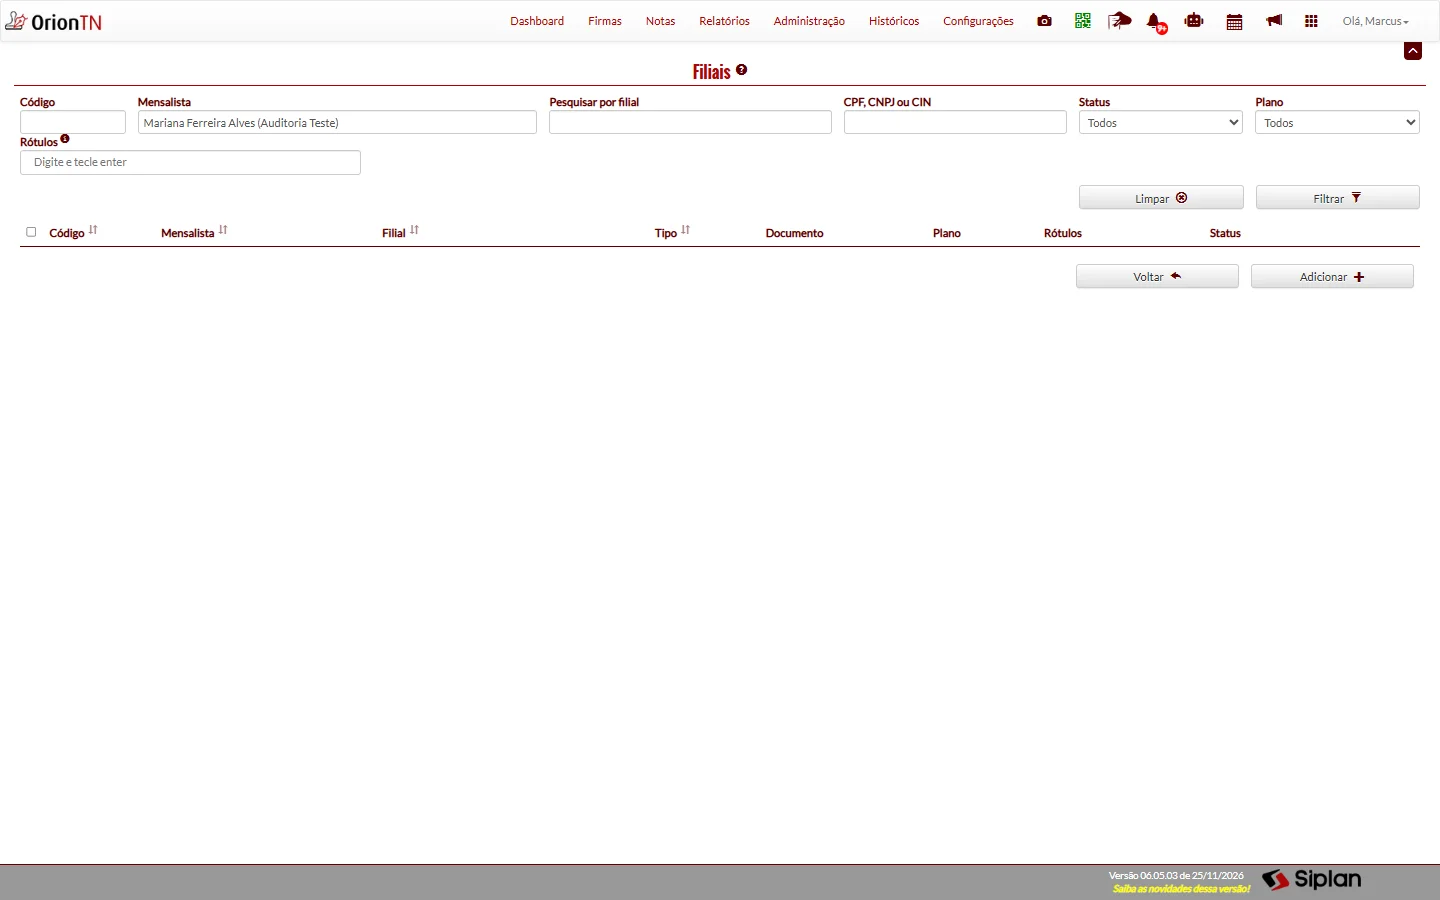 OrionTN
Dashboard Firmas Notas Relatórios Administração Históricos Configurações 9+ Olá, Marcus
Filiais
Código Mensalista Pesquisar por filial CPF, CNPJ ou CIN Status Plano
Mariana Ferreira Alves (Auditoria Teste) Todos Todos
Rótulos
Digite e tecle enter
Limpar Filtrar
Código Mensalista Filial Tipo Documento Plano Rótulos Status
Voltar Adicionar
Versão 06.05.03 de 25/11/2026
Saiba as novidades dessa versão!
Siplan